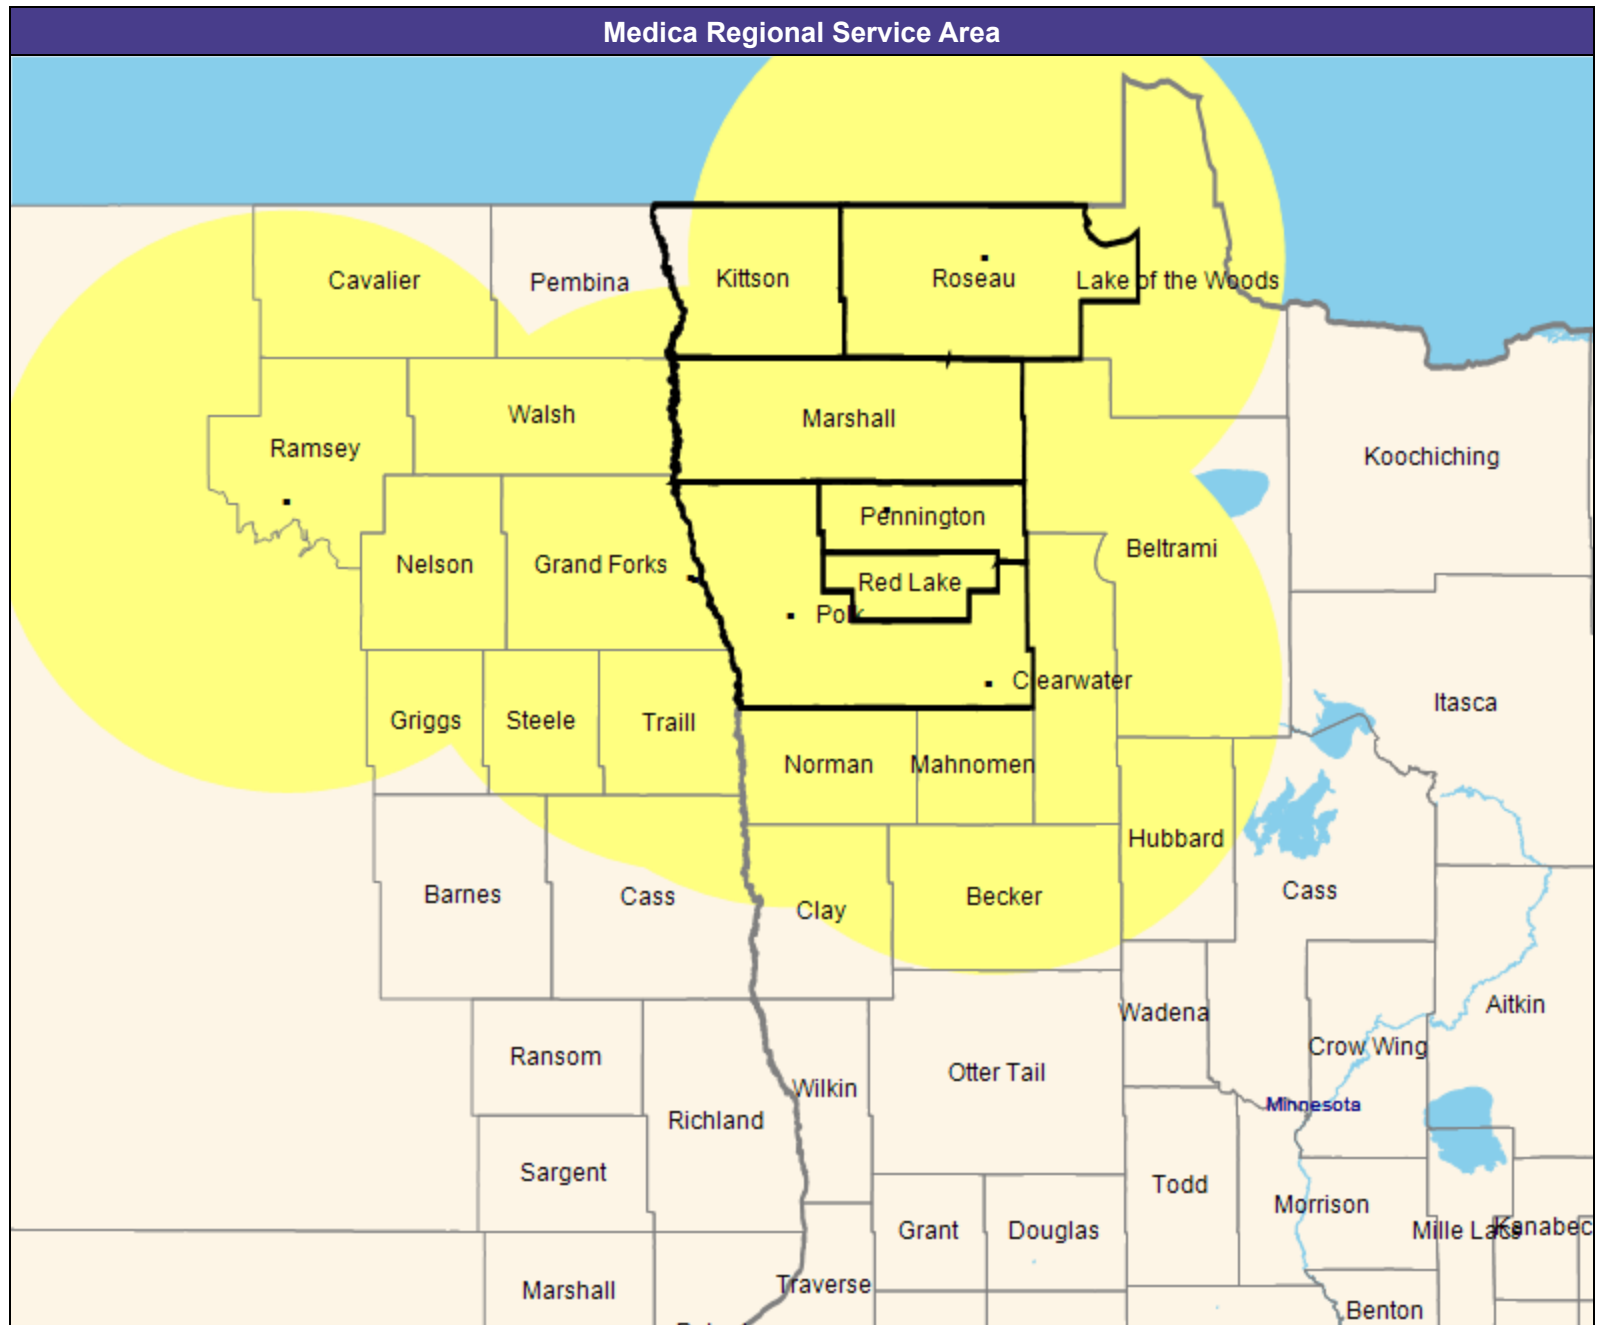 Medica Regional Service Area
Cavalier
Pembina
Kittson
Roseau
Lake of the Woods
Walsh
Marshall
Ramsey
Koochiching
Pennington
Beltrami
Nelson
Grand Forks
Red Lake
Polk
Clearwater
Itasca
Griggs
Steele
Traill
Norman
Mahnomen
Hubbard
Barnes
Cass
Clay
Becker
Cass
Aitkin
Wadena
Crow Wing
Ransom
Otter Tail
Wilkin
Minnesota
Richland
Sargent
Todd
Morrison
Grant
Douglas
Mille Lacs
Kanabec
Marshall
Traverse
Benton